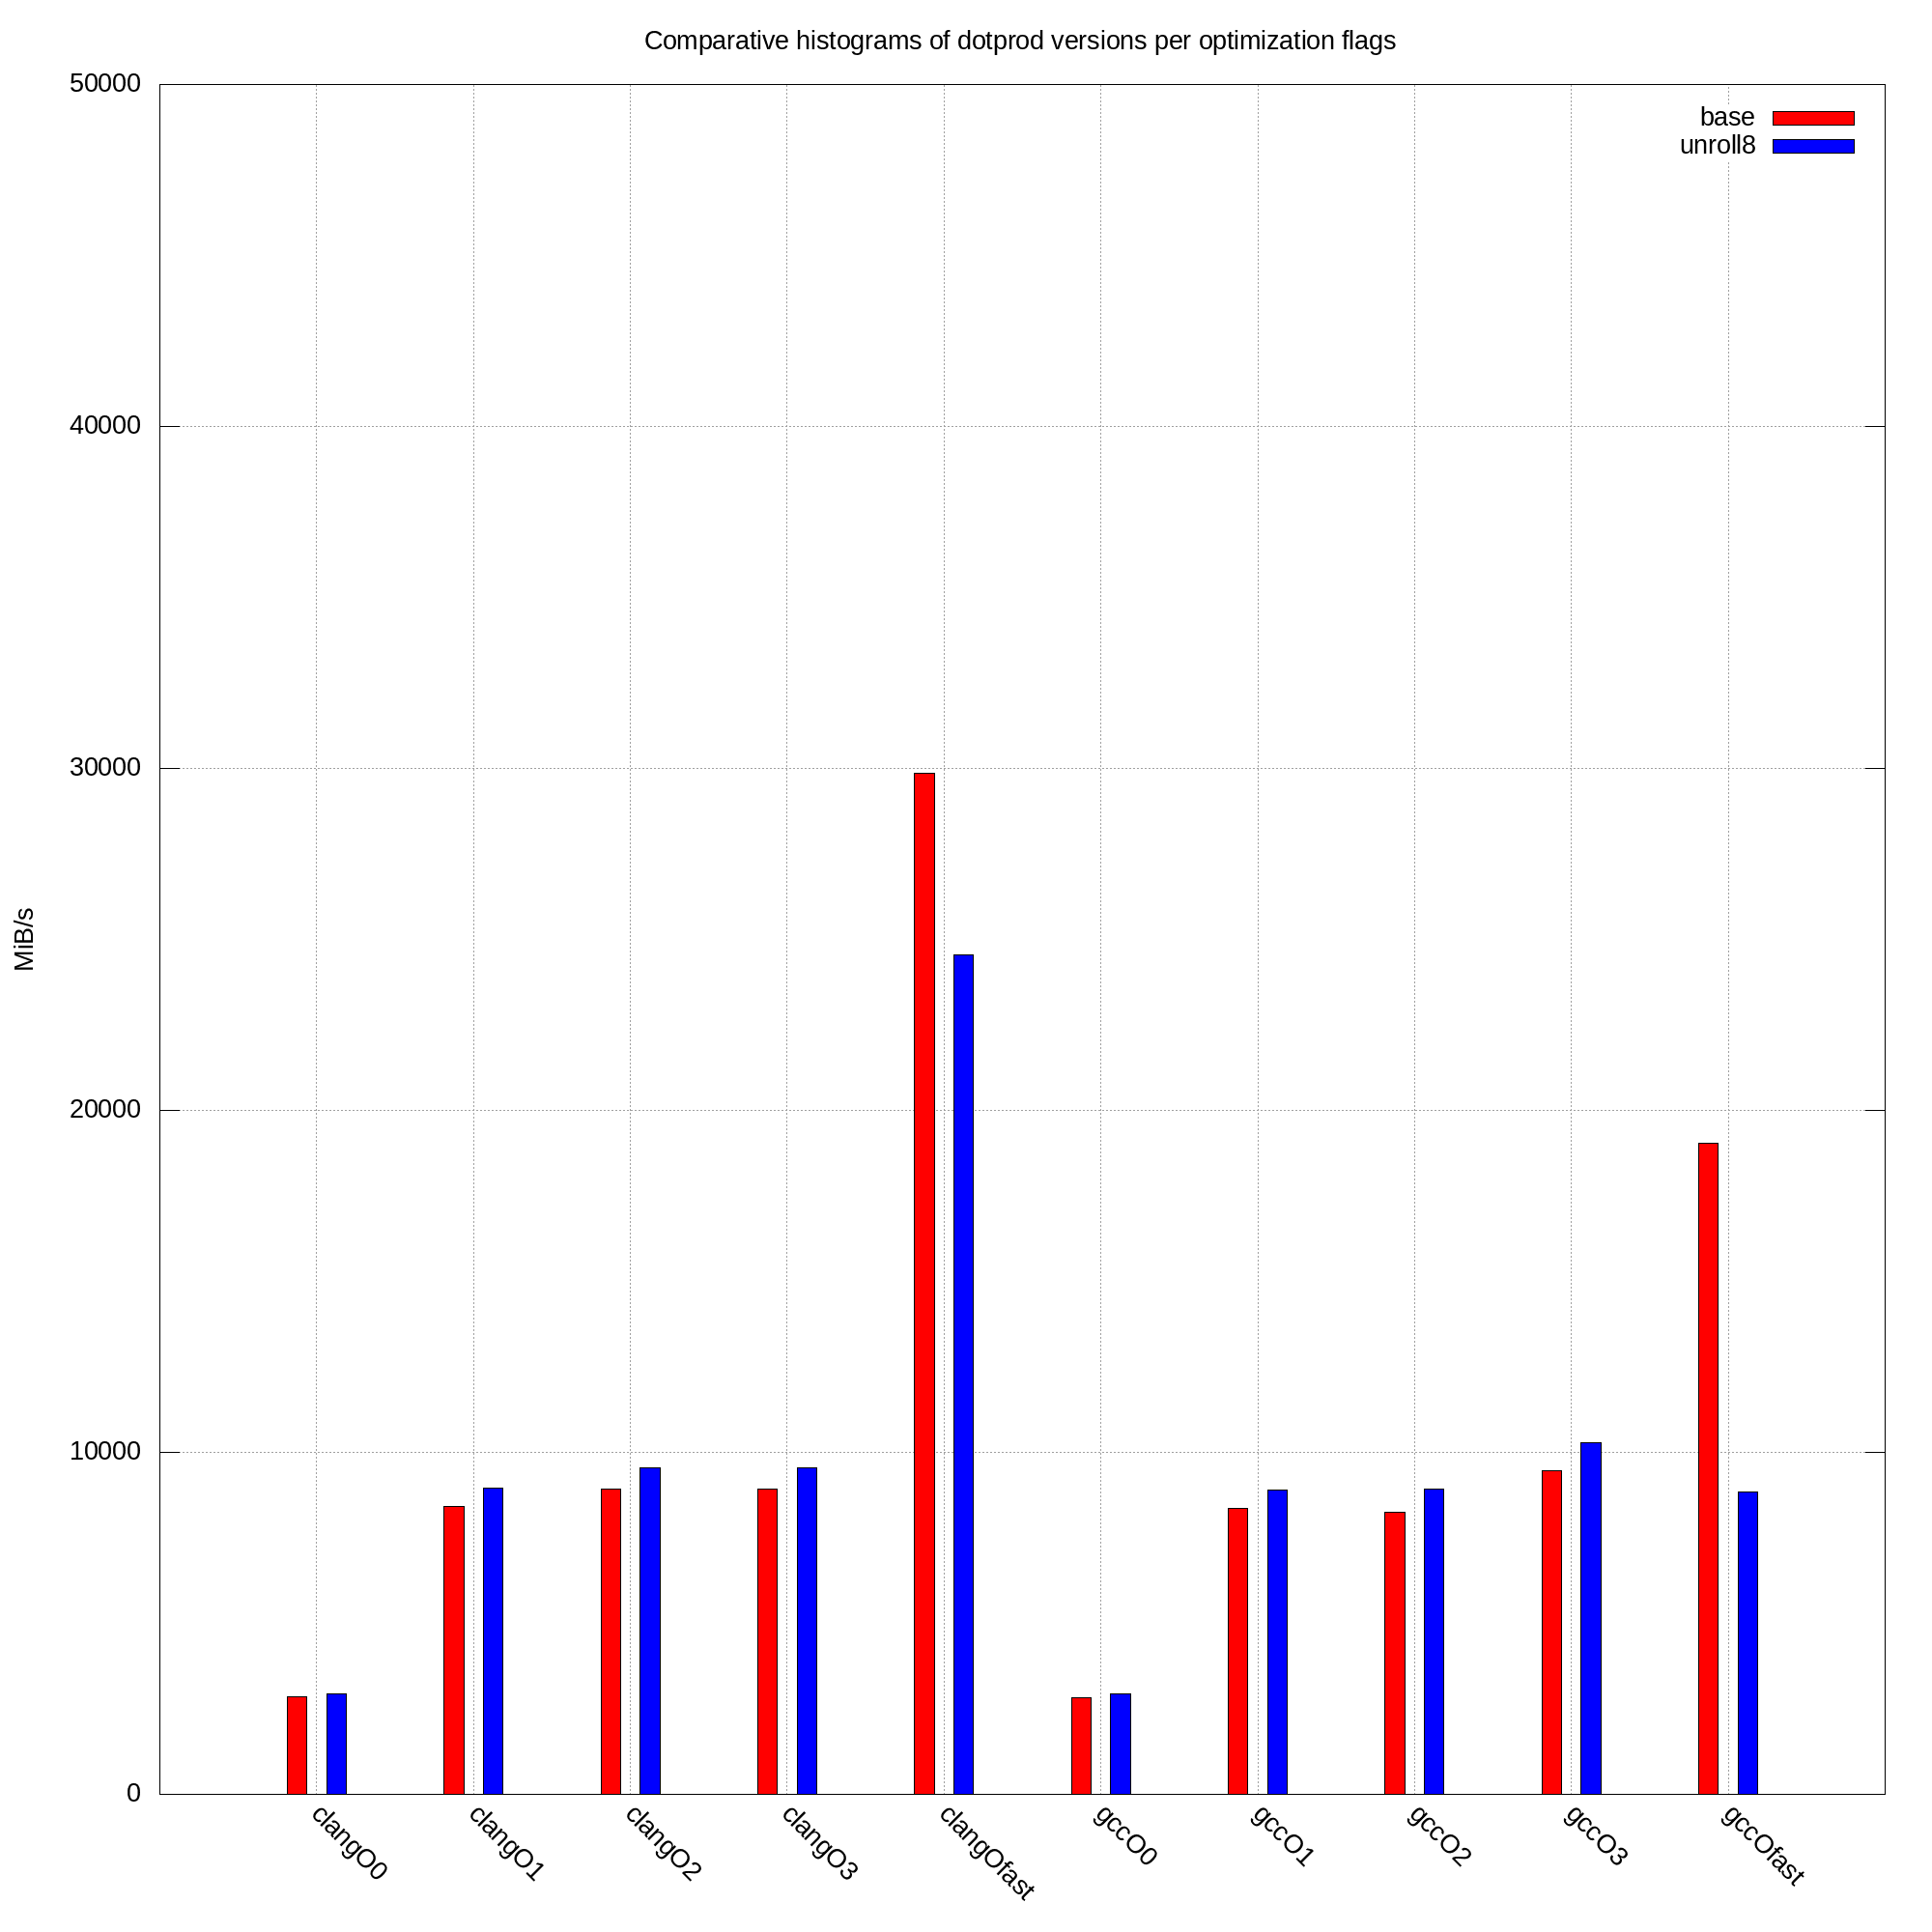 Comparative histograms of dotprod versions per optimization flags
50000
40000
30000
20000
10000
0
MiB/s
base
unroll8
clangO0
clangO1
clangO2
clangO3
clangOfast
gccO0
gccO1
gccO2
gccO3
gccOfast